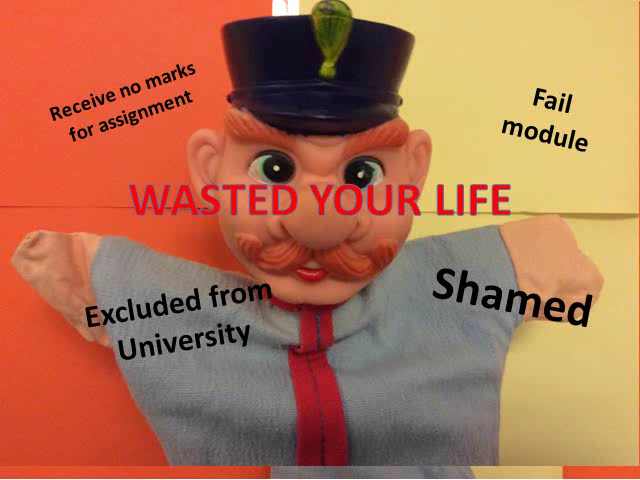 Receive no marks
for assignment
Fail
module
WASTED YOUR LIFE
Excluded from
University
Shamed